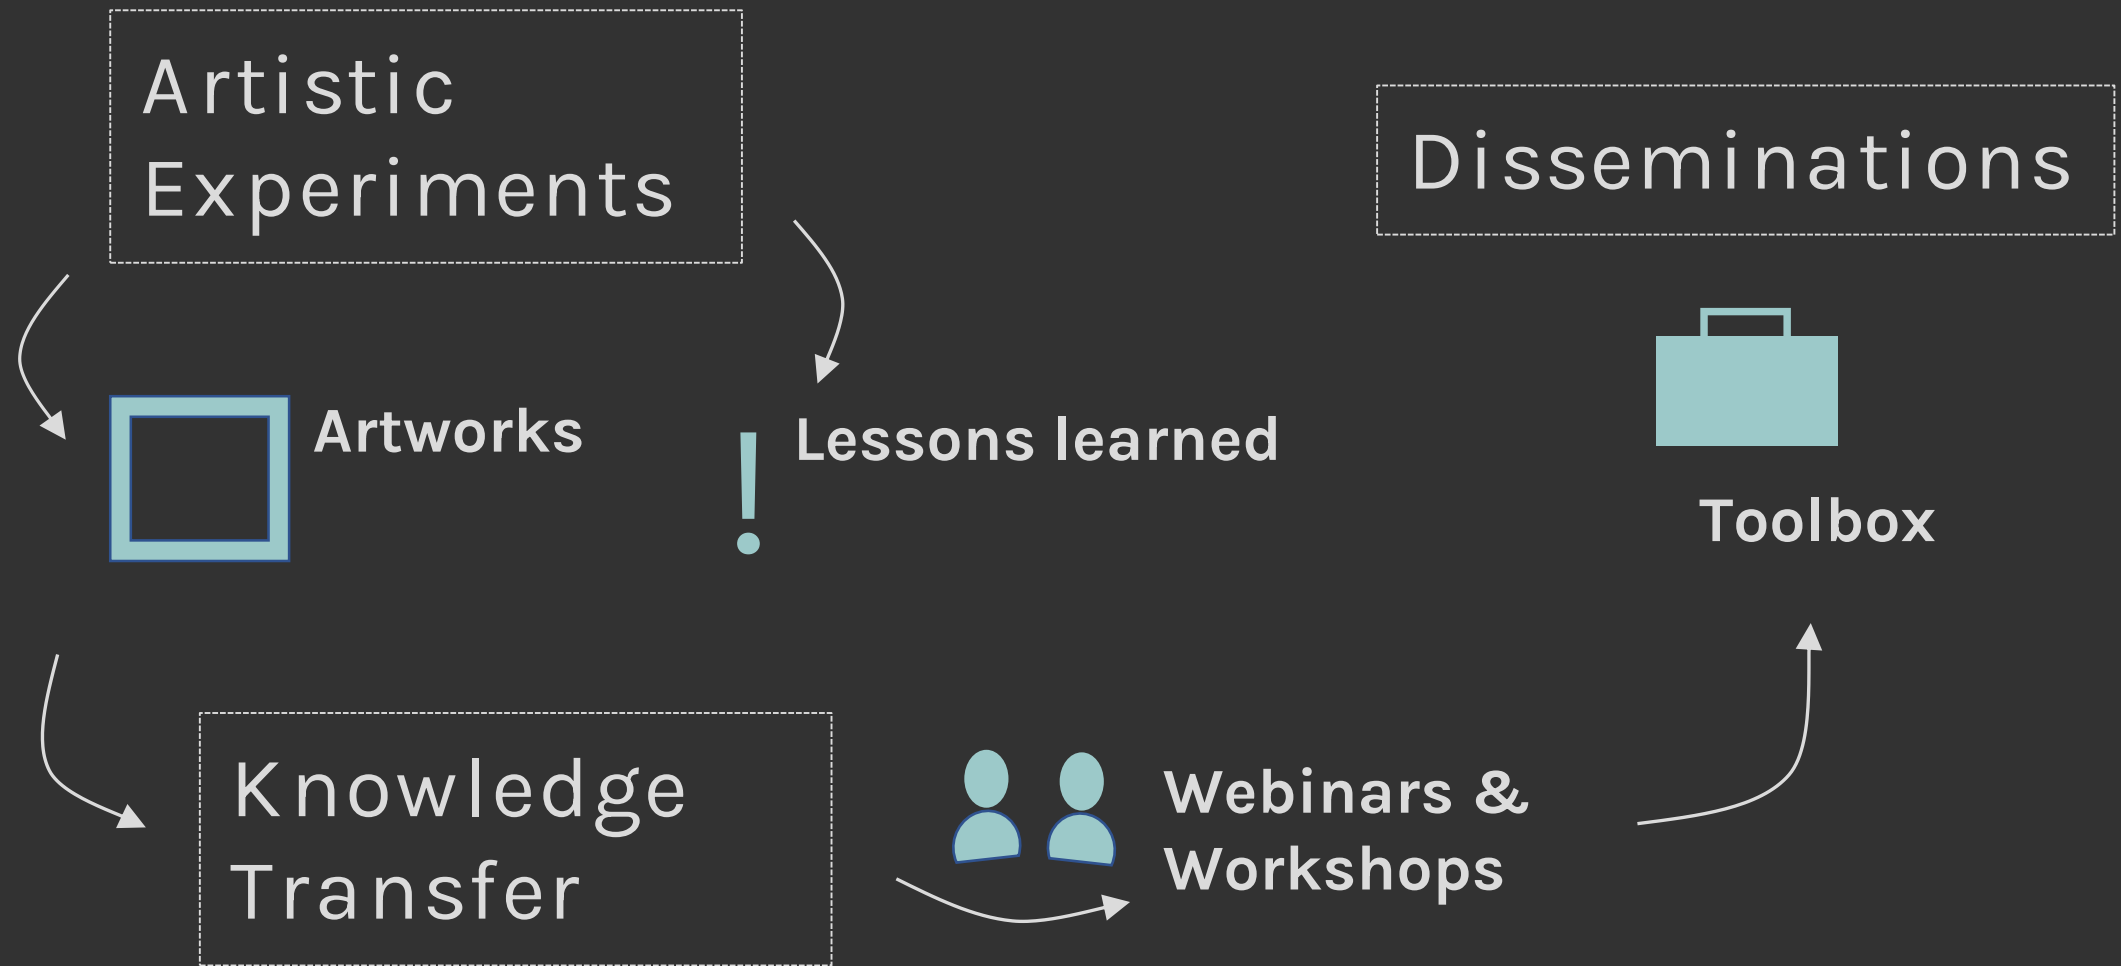 Artistic
Experiments
Disseminations
Artworks
Lessons learned
Toolbox
Knowledge
Transfer
Webinars &
Workshops